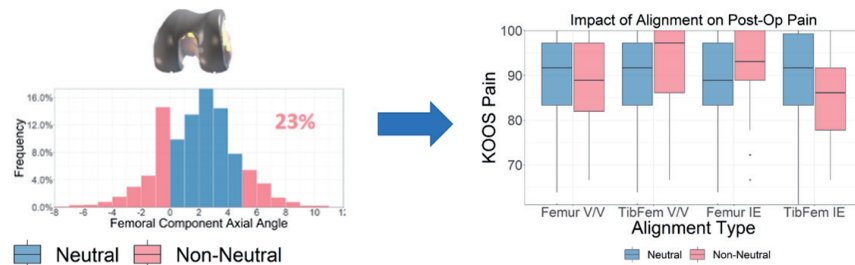 Frequency
16.0%
12.0%
8.0%
4.0%
0.0%
23%
-8 -6 -4 -2 0 2 4 6 8 10
Femoral Component Axial Angle
Neutral Non-Neutral
Impact of Alignment on Post-Op Pain
KOOS Pain
100
90
80
70
Femur V/V TibFem V/V Femur IE TibFem IE
Alignment Type
Neutral Non-Neutral